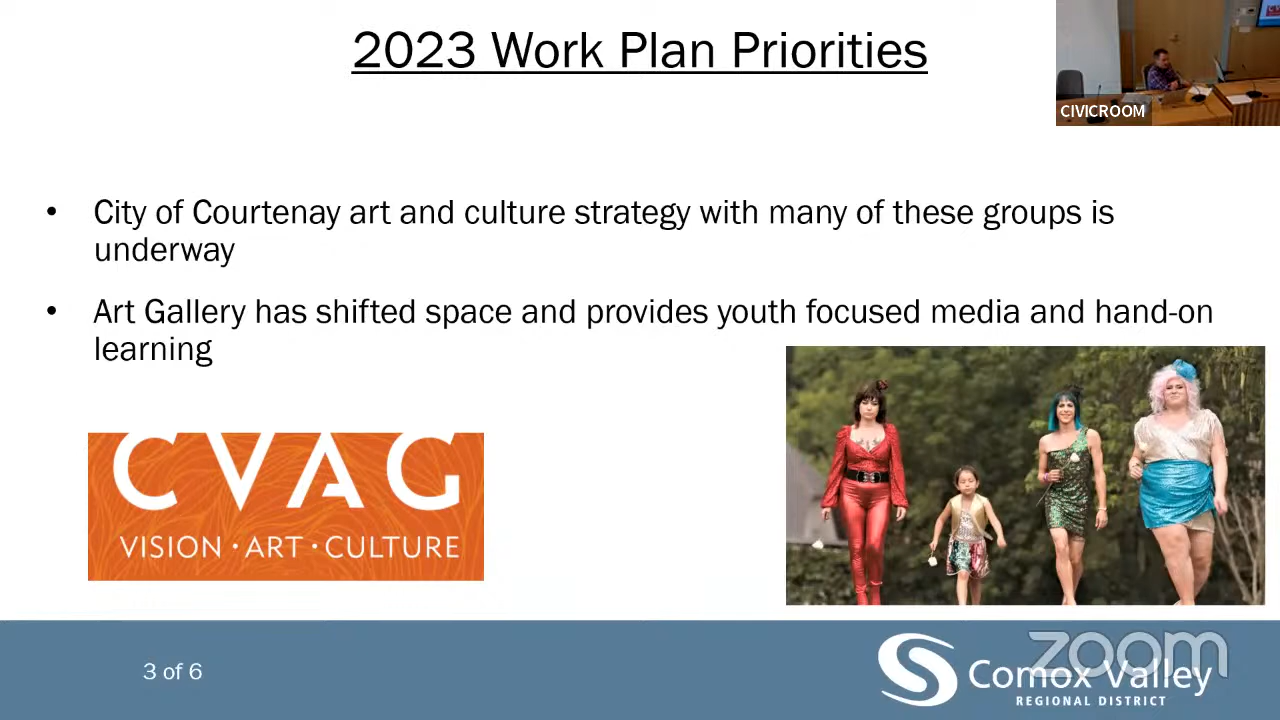 2023 Work Plan Priorities
CIVICROOM
• City of Courtenay art and culture strategy with many of these groups is
underway
• Art Gallery has shifted space and provides youth focused media and hand-on
learning
CVAG
VISION · ART · CULTURE
3 of 6
zoom
Comox Valley
REGIONAL DISTRICT